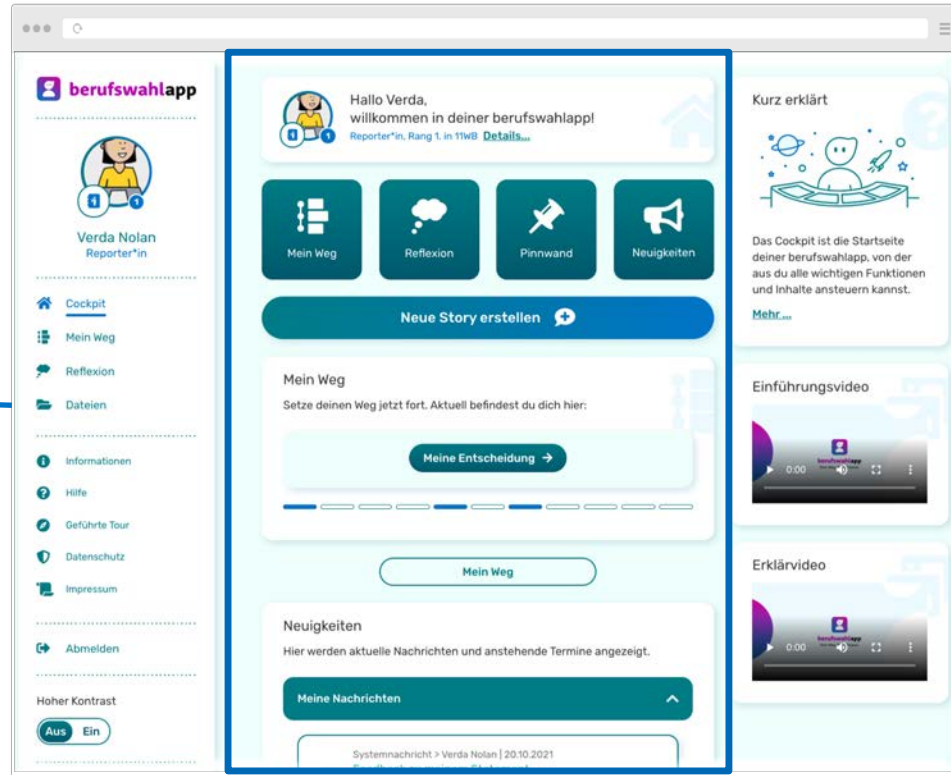 berufswahlapp
Verda Nolan
Reporter*in
Cockpit
Mein Weg
Reflexion
Dateien
Informationen
Hilfe
Geführte Tour
Datenschutz
Impressum
Abmelden
Hoher Kontrast
Aus Ein
Hallo Verda,
willkommen in deiner berufswahlapp!
Reporter*in, Rang 1. in 11WB Details...
Mein Weg
Reflexion
Pinnwand
Neuigkeiten
Neue Story erstellen
Mein Weg
Setze deinen Weg jetzt fort. Aktuell befindest du dich hier:
Meine Entscheidung →
Mein Weg
Neuigkeiten
Hier werden aktuelle Nachrichten und anstehende Termine angezeigt.
Meine Nachrichten
Systemnachricht > Verda Nolan | 20.10.2021
Kurz erklärt
Das Cockpit ist die Startseite
deiner berufswahlapp, von der
aus du alle wichtigen Funktionen
und Inhalte ansteuern kannst.
Mehr ...
Einführungsvideo
berufswahlapp
0:00
Erklärvideo
berufswahlapp
0:00